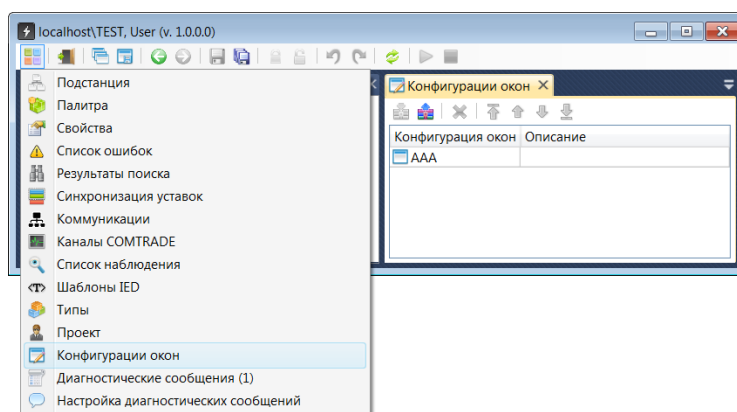 localhost\TEST, User (v. 1.0.0.0)
Подстанция
Палитра
Свойства
Список ошибок
Результаты поиска
Синхронизация уставок
Коммуникации
Каналы COMTRADE
Список наблюдения
<T> Шаблоны IED
Типы
Проект
Конфигурации окон
Диагностические сообщения (1)
Настройка диагностических сообщений
Конфигурации окон
Конфигурация окон Описание
AAA